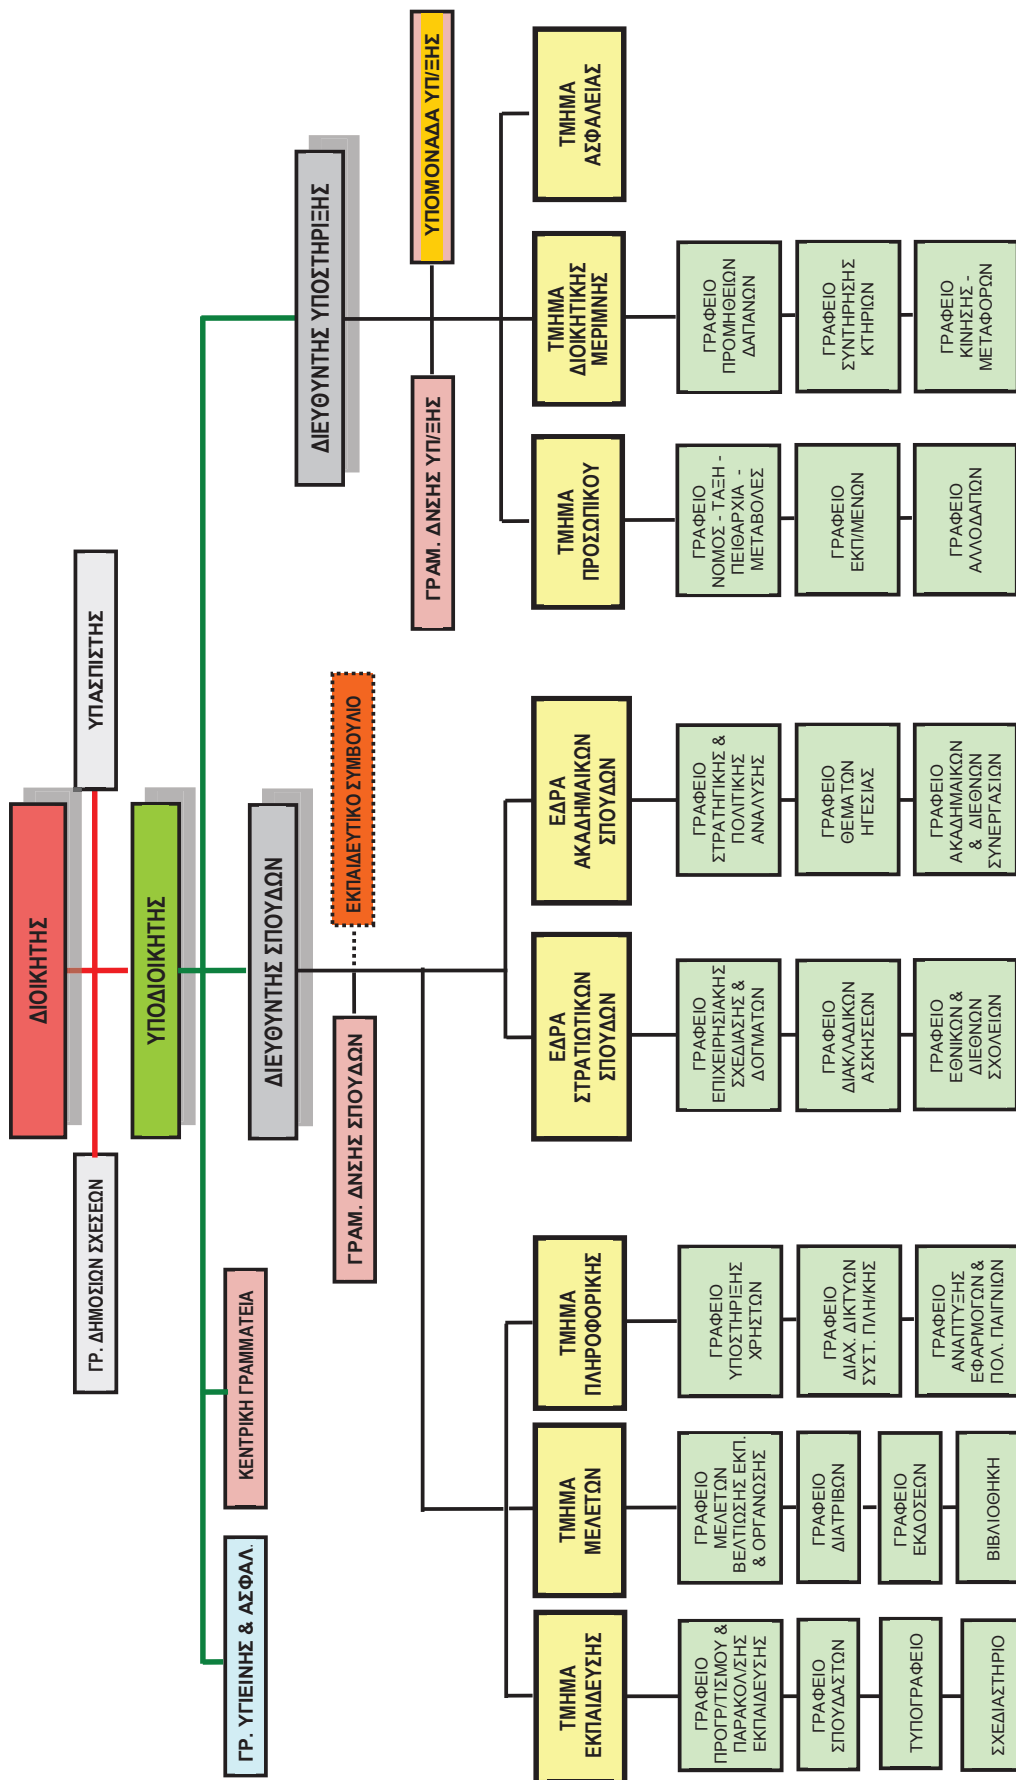 ΔΙΟΙΚΗΤΗΣ
ΓΡ. ΔΗΜΟΣΙΩΝ ΣΧΕΣΕΩΝ
ΥΠΑΣΠΙΣΤΗΣ
ΥΠΟΔΙΟΙΚΗΤΗΣ
ΓΡ. ΥΓΙΕΙΝΗΣ & ΑΣΦΑΛ.
ΚΕΝΤΡΙΚΗ ΓΡΑΜΜΑΤΕΙΑ
ΔΙΕΥΘΥΝΤΗΣ ΣΠΟΥΔΩΝ
ΔΙΕΥΘΥΝΤΗΣ ΥΠΟΣΤΗΡΙΞΗΣ
ΓΡΑΜ. ΔΝΣΗΣ ΣΠΟΥΔΩΝ
ΕΚΠΑΙΔΕΥΤΙΚΟ ΣΥΜΒΟΥΛΙΟ
ΓΡΑΜ. ΔΝΣΗΣ ΥΠ/ΞΗΣ
ΥΠΟΜΟΝΑΔΑ ΥΠ/ΞΗΣ
ΤΜΗΜΑ
ΕΚΠΑΙΔΕΥΣΗΣ
ΓΡΑΦΕΙΟ
ΠΡΟΓΡ/ΤΙΣΜΟΥ &
ΠΑΡΑΚΟΛ/ΣΗΣ
ΕΚΠΑΙΔΕΥΣΗΣ
ΓΡΑΦΕΙΟ
ΣΠΟΥΔΑΣΤΩΝ
ΤΥΠΟΓΡΑΦΕΙΟ
ΣΧΕΔΙΑΣΤΗΡΙΟ
ΤΜΗΜΑ
ΜΕΛΕΤΩΝ
ΓΡΑΦΕΙΟ
ΜΕΛΕΤΩΝ
ΒΕΛΤΙΩΣΗΣ ΕΚΠ.
& ΟΡΓΑΝΩΣΗΣ
ΓΡΑΦΕΙΟ
ΔΙΑΤΡΙΒΩΝ
ΓΡΑΦΕΙΟ
ΕΚΔΟΣΕΩΝ
ΒΙΒΛΙΟΘΗΚΗ
ΤΜΗΜΑ
ΠΛΗΡΟΦΟΡΙΚΗΣ
ΓΡΑΦΕΙΟ
ΥΠΟΣΤΗΡΙΞΗΣ
ΧΡΗΣΤΩΝ
ΓΡΑΦΕΙΟ
ΔΙΑΧ. ΔΙΚΤΥΩΝ
ΣΥΣΤ. ΠΛΗ/ΚΗΣ
ΓΡΑΦΕΙΟ
ΑΝΑΠΤΥΞΗΣ
ΕΦΑΡΜΟΓΩΝ &
ΠΟΛ. ΠΑΙΓΝΙΩΝ
ΕΔΡΑ
ΣΤΡΑΤΙΩΤΙΚΩΝ
ΣΠΟΥΔΩΝ
ΓΡΑΦΕΙΟ
ΕΠΙΧΕΙΡΗΣΙΑΚΗΣ
ΣΧΕΔΙΑΣΗΣ &
ΔΟΓΜΑΤΩΝ
ΓΡΑΦΕΙΟ
ΔΙΑΚΛΑΔΙΚΩΝ
ΑΣΚΗΣΕΩΝ
ΓΡΑΦΕΙΟ
ΕΘΝΙΚΩΝ &
ΔΙΕΘΝΩΝ
ΣΧΟΛΕΙΩΝ
ΕΔΡΑ
ΑΚΑΔΗΜΑΙΚΩΝ
ΣΠΟΥΔΩΝ
ΓΡΑΦΕΙΟ
ΣΤΡΑΤΗΓΙΚΗΣ &
ΠΟΛΙΤΙΚΗΣ
ΑΝΑΛΥΣΗΣ
ΓΡΑΦΕΙΟ
ΘΕΜΑΤΩΝ
ΗΓΕΣΙΑΣ
ΓΡΑΦΕΙΟ
ΑΚΑΔΗΜΑΙΚΩΝ
& ΔΙΕΘΝΩΝ
ΣΥΝΕΡΓΑΣΙΩΝ
ΤΜΗΜΑ
ΠΡΟΣΩΠΙΚΟΥ
ΓΡΑΦΕΙΟ
ΝΟΜΟΣ - ΤΑΞΗ -
ΠΕΙΘΑΡΧΙΑ -
ΜΕΤΑΒΟΛΕΣ
ΓΡΑΦΕΙΟ
ΕΚΠ/ΜΕΝΩΝ
ΓΡΑΦΕΙΟ
ΑΛΛΟΔΑΠΩΝ
ΤΜΗΜΑ
ΔΙΟΙΚΗΤΙΚΗΣ
ΜΕΡΙΜΝΗΣ
ΓΡΑΦΕΙΟ
ΠΡΟΜΗΘΕΙΩΝ
ΔΑΠΑΝΩΝ
ΓΡΑΦΕΙΟ
ΣΥΝΤΗΡΗΣΗΣ
ΚΤΗΡΙΩΝ
ΓΡΑΦΕΙΟ
ΚΙΝΗΣΗΣ -
ΜΕΤΑΦΟΡΩΝ
ΤΜΗΜΑ
ΑΣΦΑΛΕΙΑΣ